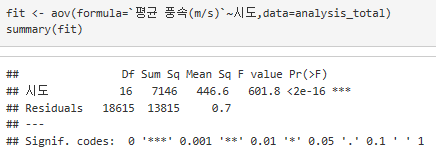 fit <- aov(formula=`평균 풍속(m/s)`~시도,data=analysis_total)
summary(fit)
## Df Sum Sq Mean Sq F value Pr(>F)
## 시도 16 7146 446.6 601.8 <2e-16 ***
## Residuals 18615 13815 0.7
## ---
## Signif. codes: 0 '***' 0.001 '**' 0.01 '*' 0.05 '.' 0.1 ' ' 1